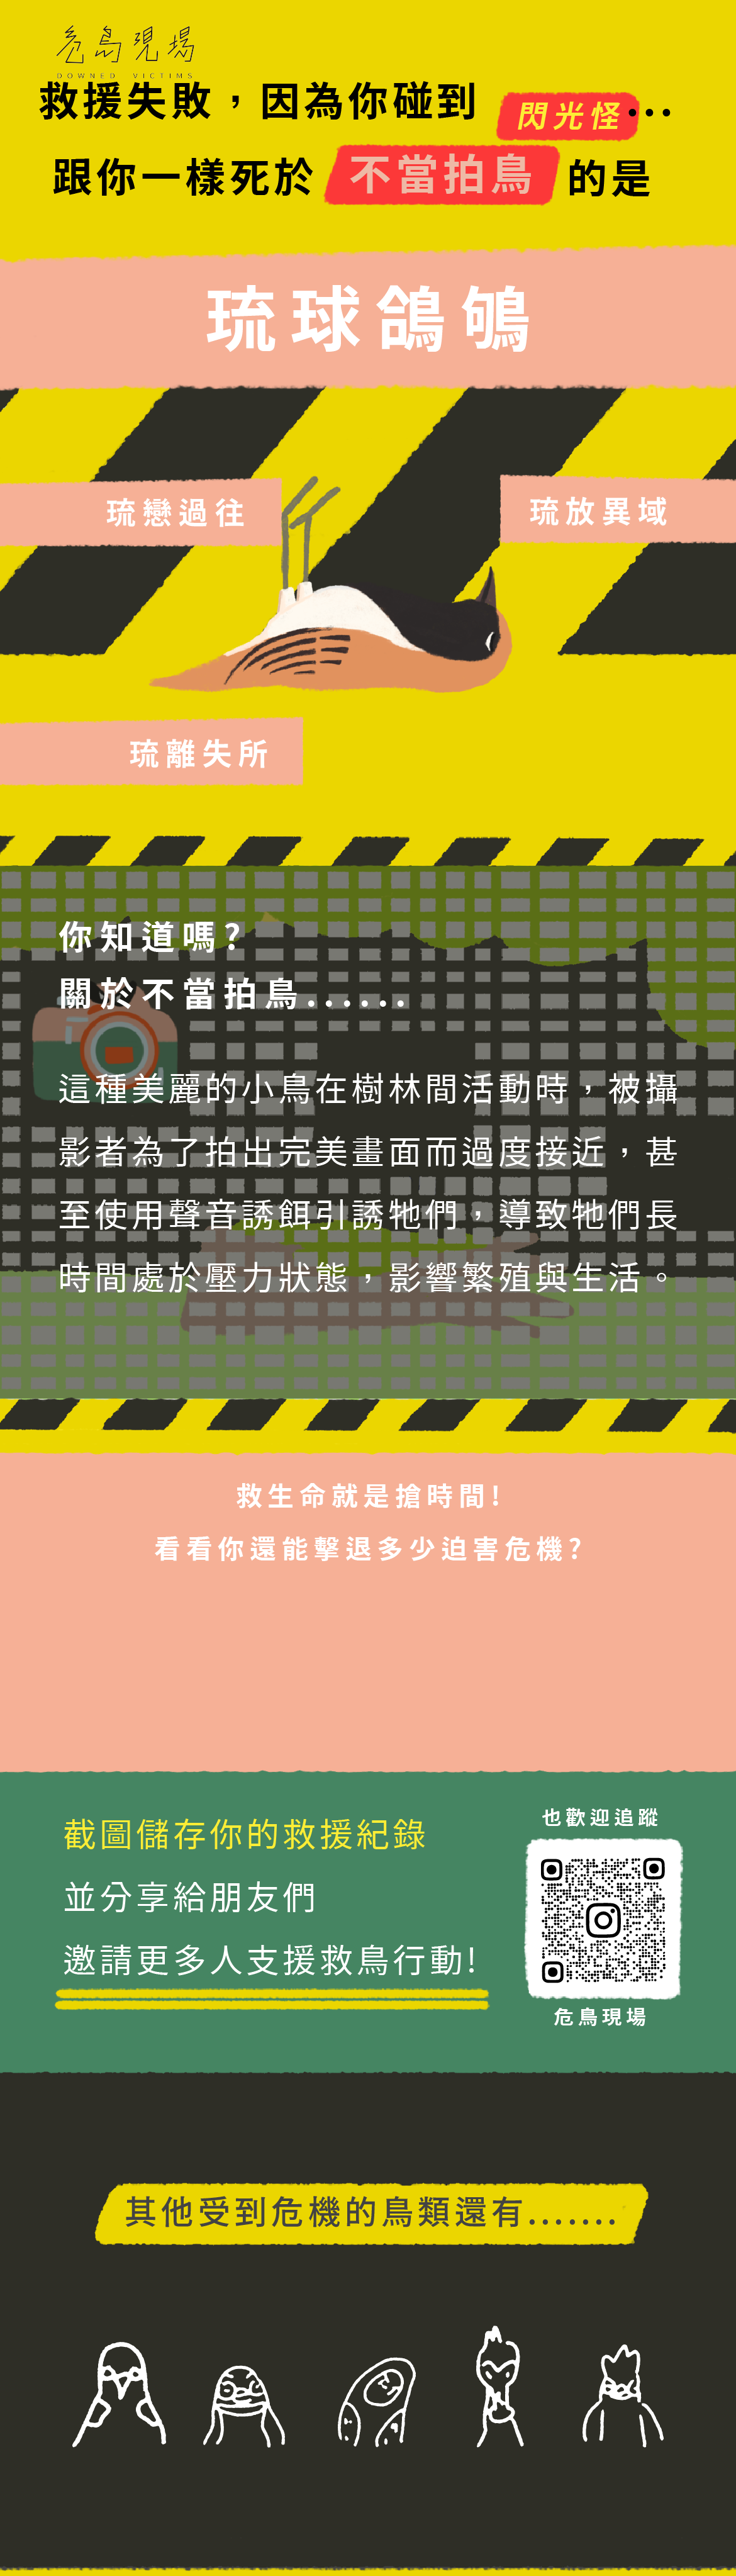 危鳥現場
DOWNED VICTIMS
救援失敗，因為你碰到 閃光怪...
跟你一樣死於 不當拍鳥 的是
琉球鴝鶲
琉戀過往
琉放異域
琉離失所
你知道嗎?
關於不當拍鳥......
這種美麗的小鳥在樹林間活動時，被攝
影者為了拍出完美畫面而過度接近，甚
至使用聲音誘餌引誘牠們，導致牠們長
時間處於壓力狀態，影響繁殖與生活。
救生命就是搶時間!
看看你還能擊退多少迫害危機?
截圖儲存你的救援紀錄
並分享給朋友們
邀請更多人支援救鳥行動!
也歡迎追蹤
危鳥現場
其他受到危機的鳥類還有.......